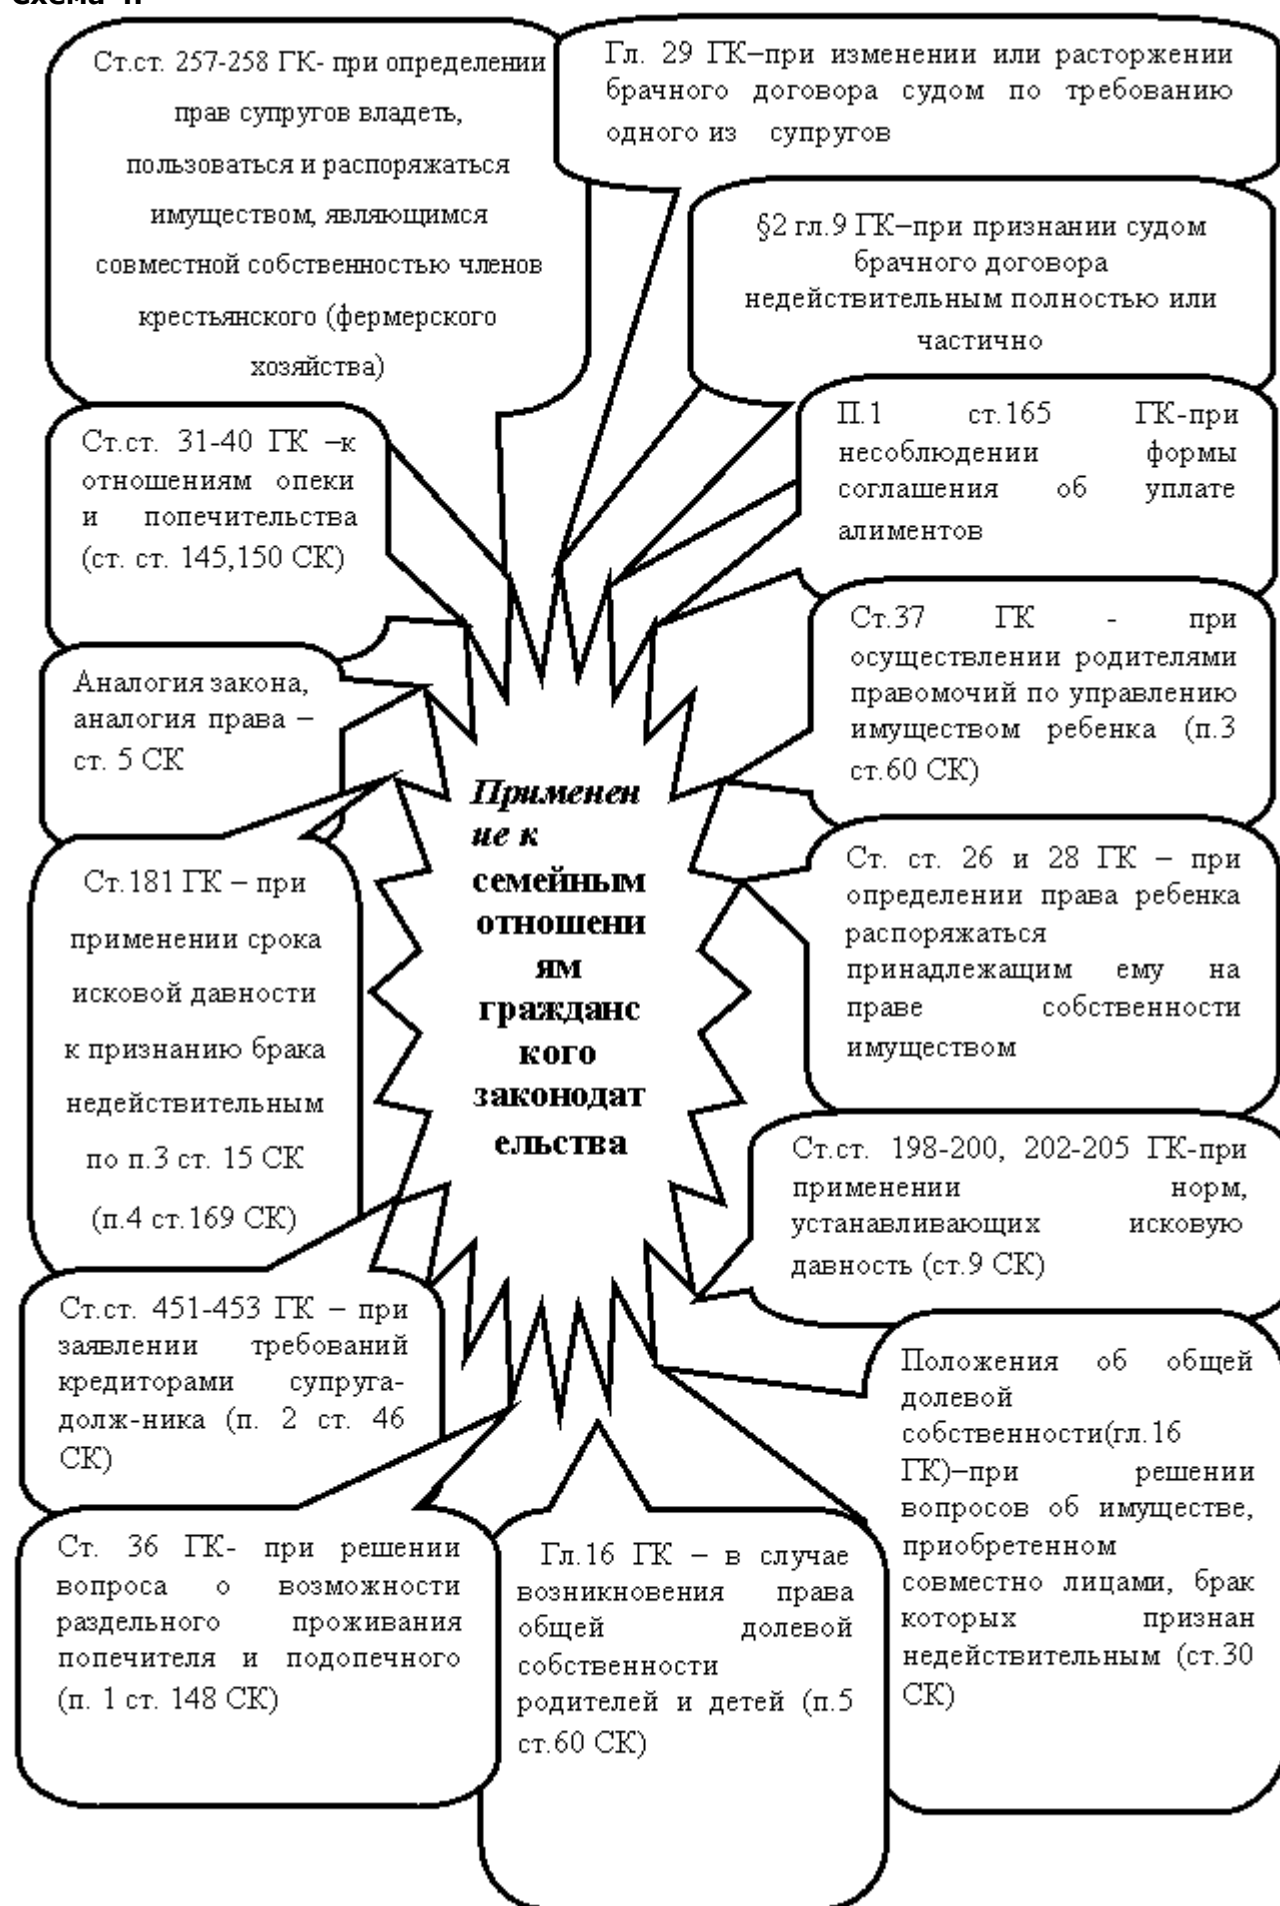 Ст.ст. 257-258 ГК- при определении
прав супругов владеть,
пользоваться и распоряжаться
имуществом, являющимся
совместной собственностью членов
крестьянского (фермерского
хозяйства)
Гл. 29 ГК–при изменении или расторжении
брачного договора судом по требованию
одного из супругов
§2 гл.9 ГК–при признании судом
брачного договора
недействительным полностью или
частично
Ст.ст. 31-40 ГК –к
отношениям опеки
и попечительства
(ст. ст. 145,150 СК)
П.1 ст.165 ГК-при
несоблюдении формы
соглашения об уплате
алиментов
Аналогия закона,
аналогия права –
ст. 5 СК
Ст.37 ГК - при
осуществлении родителями
правомочий по управлению
имуществом ребенка (п.3
ст.60 СК)
Применен
ие к
семейным
отношени
ям
гражданс
кого
законодат
ельства
Ст.181 ГК – при
применении срока
исковой давности
к признанию брака
недействительным
по п.3 ст. 15 СК
(п.4 ст.169 СК)
Ст. ст. 26 и 28 ГК – при
определении права ребенка
распоряжаться
принадлежащим ему на
праве собственности
имуществом
Ст.ст. 198-200, 202-205 ГК-при
применении норм,
устанавливающих исковую
давность (ст.9 СК)
Ст.ст. 451-453 ГК – при
заявлении требований
кредиторами супруга-
долж-ника (п. 2 ст. 46
СК)
Положения об общей
долевой
собственности(гл.16
ГК)–при решении
вопросов об имуществе,
приобретенном
совместно лицами, брак
которых признан
недействительным (ст.30
СК)
Ст. 36 ГК- при решении
вопроса о возможности
раздельного проживания
попечителя и подопечного
(п. 1 ст. 148 СК)
Гл.16 ГК – в случае
возникновения права
общей долевой
собственности
родителей и детей (п.5
ст.60 СК)